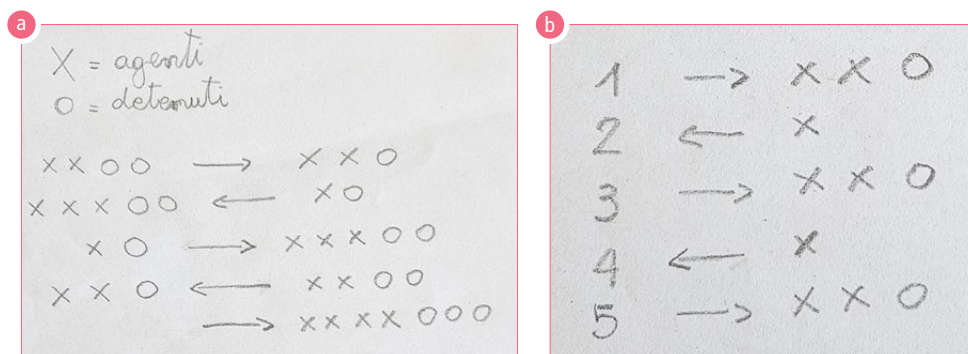 a
X = agenti
O = detenuti
X X O O → X X O
X X X O O ← X O
X O → X X X O O
X X O ← X X O O
→ X X X X O O O
b
1 → X X O
2 ← X
3 → X X O
4 ← X
5 → X X O